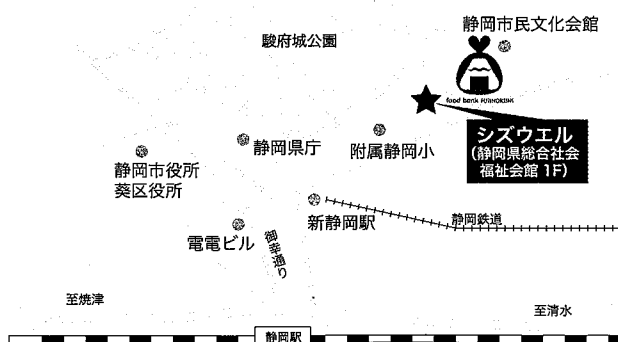 静岡市民文化会館
駿府城公園
food bank FUJINOKUNI
シズウエル
(静岡県総合社会
福祉会館 1F)
静岡県庁
附属静岡小
静岡市役所
葵区役所
新静岡駅
静岡鉄道
電電ビル
御幸通り
至焼津
至清水
静岡駅